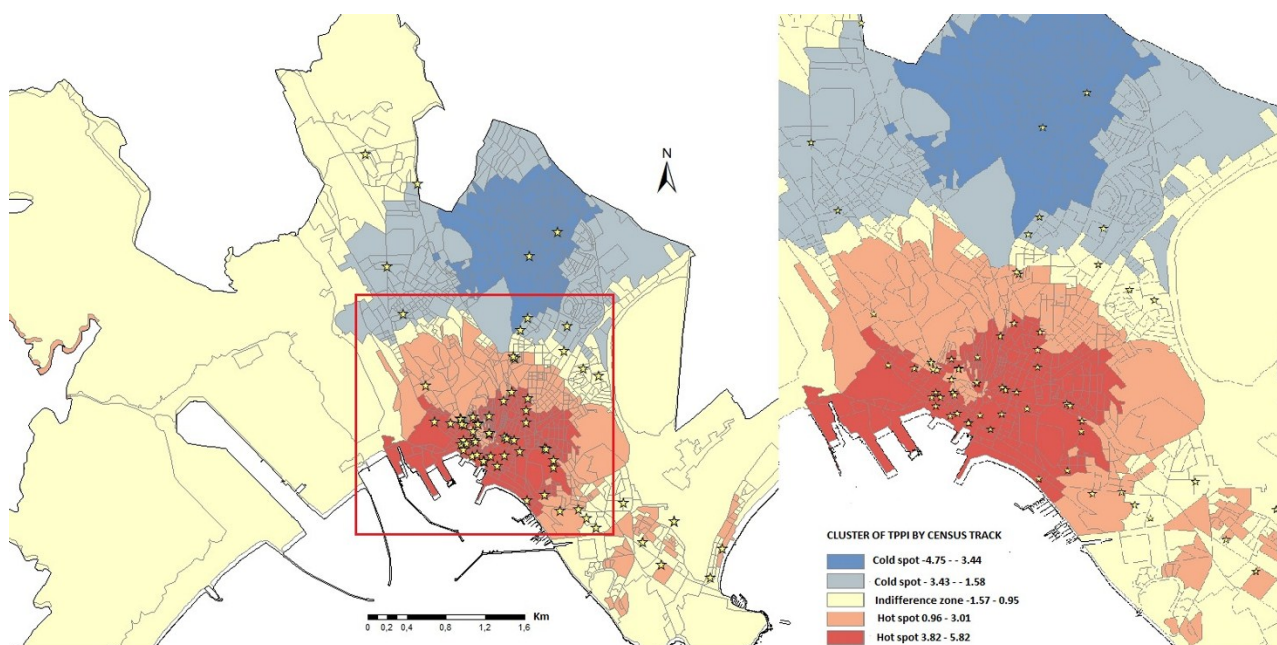 N
Km
0 0,2 0,4 0,8 1,2 1,6
CLUSTER OF TPPI BY CENSUS TRACK
Cold spot -4.75 - - 3.44
Cold spot - 3.43 - - 1.58
Indifference zone -1.57 - 0.95
Hot spot 0.96 - 3.01
Hot spot 3.82 - 5.82